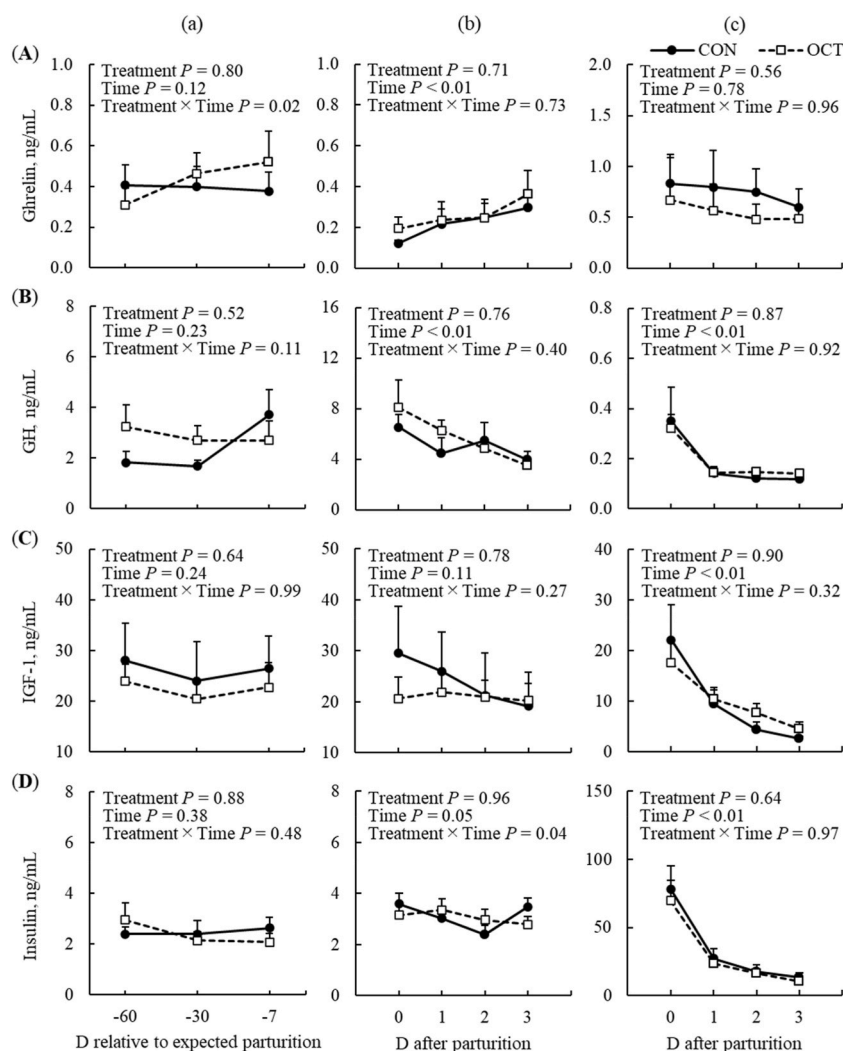 (a) (b) (c)
CON OCT
(A)
Treatment P = 0.80
Time P = 0.12
Treatment × Time P = 0.02
Treatment P = 0.71
Time P < 0.01
Treatment × Time P = 0.73
Treatment P = 0.56
Time P = 0.78
Treatment × Time P = 0.96
Ghrelin, ng/mL
1.0
0.8
0.6
0.4
0.2
0.0
1.0
0.8
0.6
0.4
0.2
0.0
2.0
1.5
1.0
0.5
0.0
(B)
Treatment P = 0.52
Time P = 0.23
Treatment × Time P = 0.11
Treatment P = 0.76
Time P < 0.01
Treatment × Time P = 0.40
Treatment P = 0.87
Time P < 0.01
Treatment × Time P = 0.92
GH, ng/mL
8
6
4
2
0
16
12
8
4
0
0.8
0.6
0.4
0.2
0.0
(C)
Treatment P = 0.64
Time P = 0.24
Treatment × Time P = 0.99
Treatment P = 0.78
Time P = 0.11
Treatment × Time P = 0.27
Treatment P = 0.90
Time P < 0.01
Treatment × Time P = 0.32
IGF-1, ng/mL
50
40
30
20
10
50
40
30
20
10
40
30
20
10
0
(D)
Treatment P = 0.88
Time P = 0.38
Treatment × Time P = 0.48
Treatment P = 0.96
Time P = 0.05
Treatment × Time P = 0.04
Treatment P = 0.64
Time P < 0.01
Treatment × Time P = 0.97
Insulin, ng/mL
8
6
4
2
0
8
6
4
2
0
150
100
50
0
-60 -30 -7
D relative to expected parturition
0 1 2 3
D after parturition
0 1 2 3
D after parturition